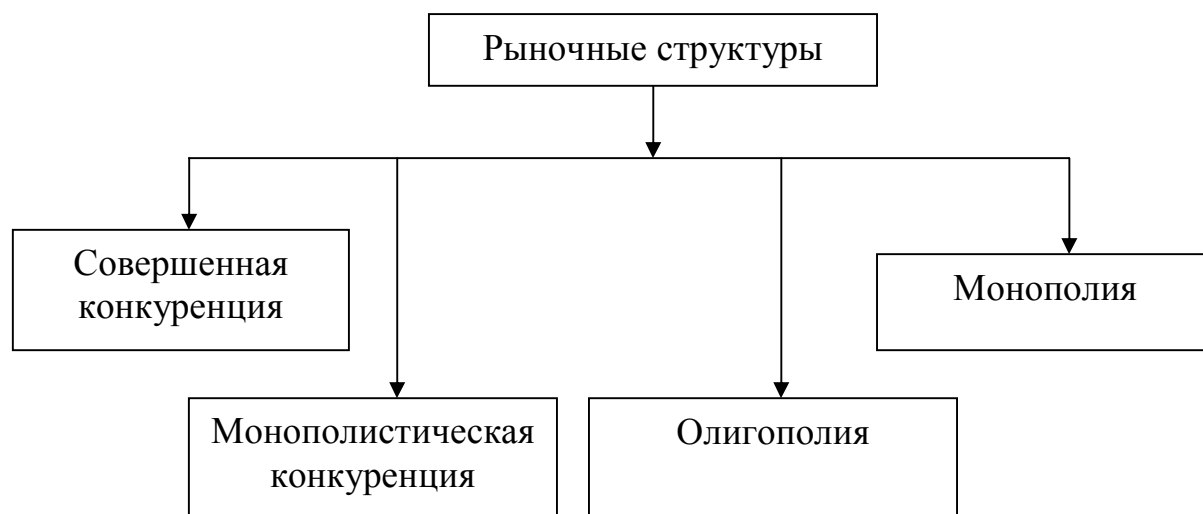 Рыночные структуры
Совершенная
конкуренция
Монополия
Монополистическая
конкуренция
Олигополия